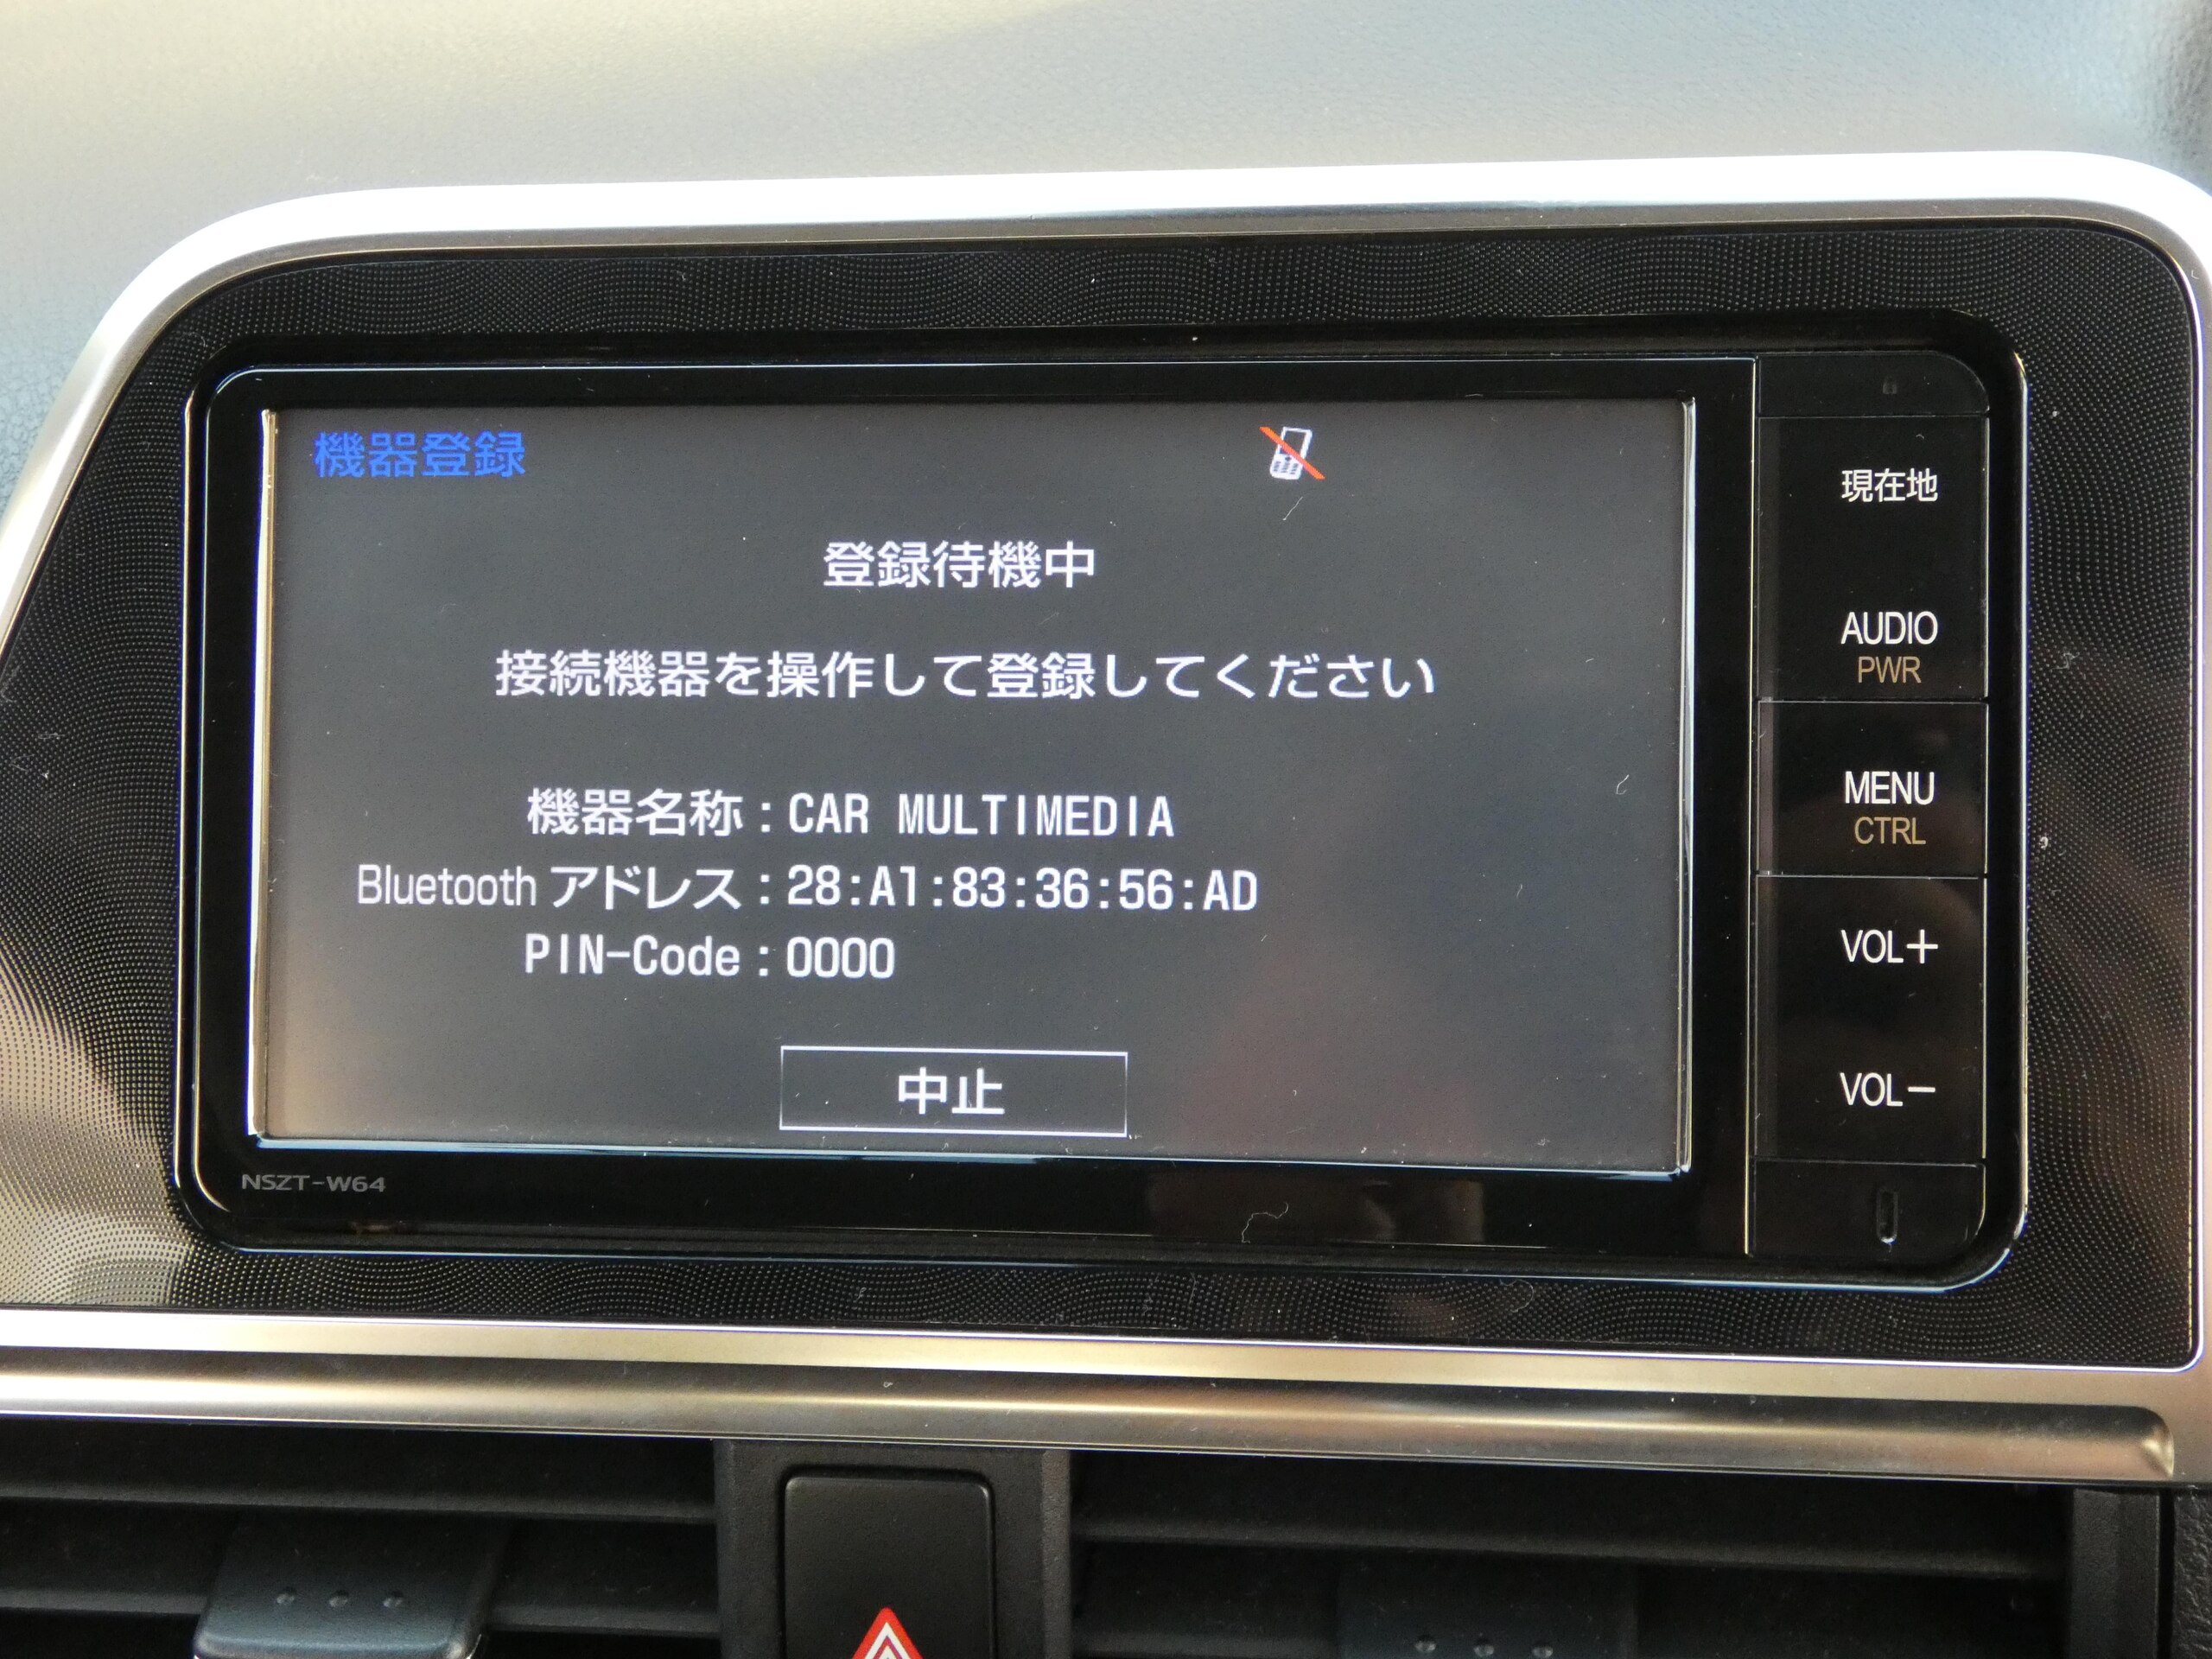 機器登録
登録待機中
接続機器を操作して登録してください
機器名称 : CAR MULTIMEDIA
Bluetooth アドレス : 28:A1:83:36:56:AD
PIN-Code : 0000
中止
NSZT-W64
現在地
AUDIO
PWR
MENU
CTRL
VOL+
VOL-